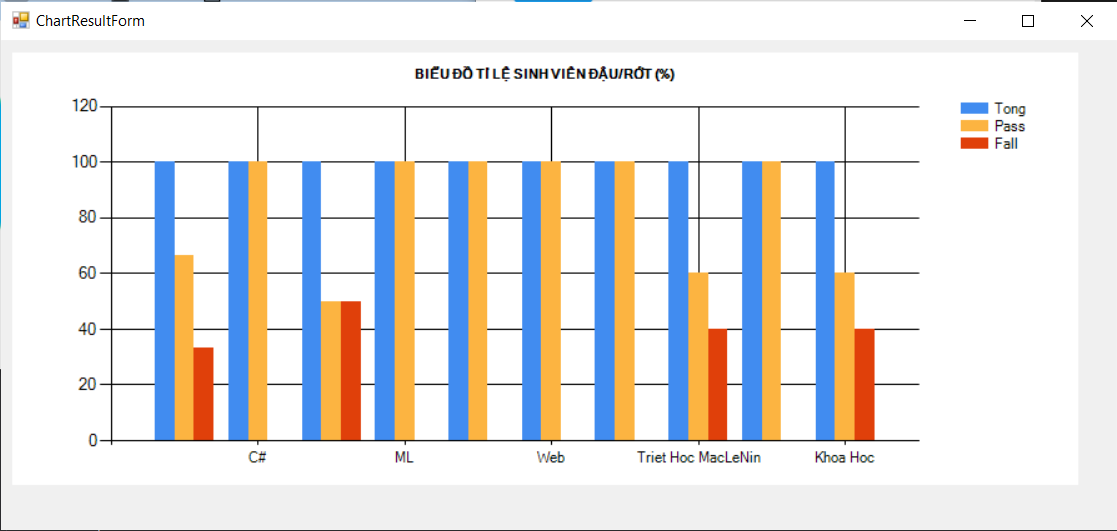 ChartResultForm
BIỂU ĐỒ TỈ LỆ SINH VIÊN ĐẬU/RỚT (%)
120
100
80
60
40
20
0
C#
ML
Web
Triet Hoc MacLeNin
Khoa Hoc
Tong
Pass
Fall